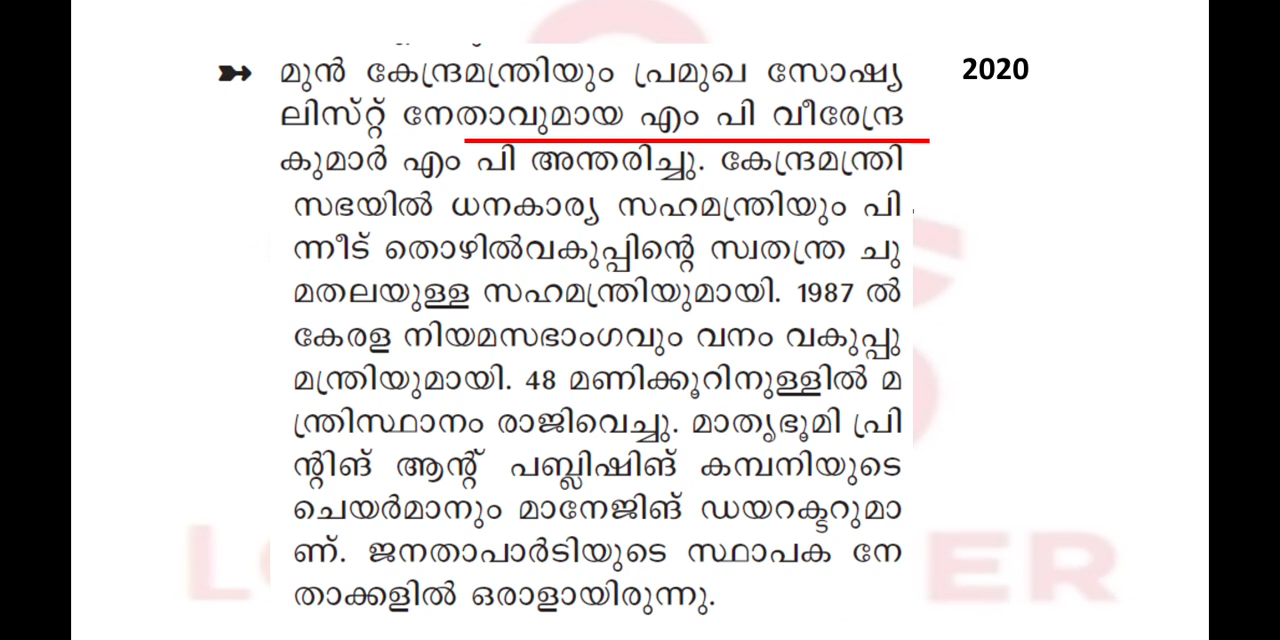 ➳ മുൻ കേന്ദ്രമന്ത്രിയും പ്രമുഖ സോഷ്യ 2020
ലിസ്റ്റ് നേതാവുമായ എം പി വീരേന്ദ്ര
കുമാർ എം പി അന്തരിച്ചു. കേന്ദ്രമന്ത്രി
സഭയിൽ ധനകാര്യ സഹമന്ത്രിയും പി
ന്നീട് തൊഴിൽവകുപ്പിന്റെ സ്വതന്ത്ര ചു
മതലയുള്ള സഹമന്ത്രിയുമായി. 1987 ൽ
കേരള നിയമസഭാംഗവും വനം വകുപ്പു
മന്ത്രിയുമായി. 48 മണിക്കൂറിനുള്ളിൽ മ
ന്ത്രിസ്ഥാനം രാജിവെച്ചു. മാതൃഭൂമി പ്രി
ന്റിങ് ആന്റ് പബ്ലിഷിങ് കമ്പനിയുടെ
ചെയർമാനും മാനേജിങ് ഡയറക്ടറുമാ
ണ്. ജനതാപാർടിയുടെ സ്ഥാപക നേ
താക്കളിൽ ഒരാളായിരുന്നു.